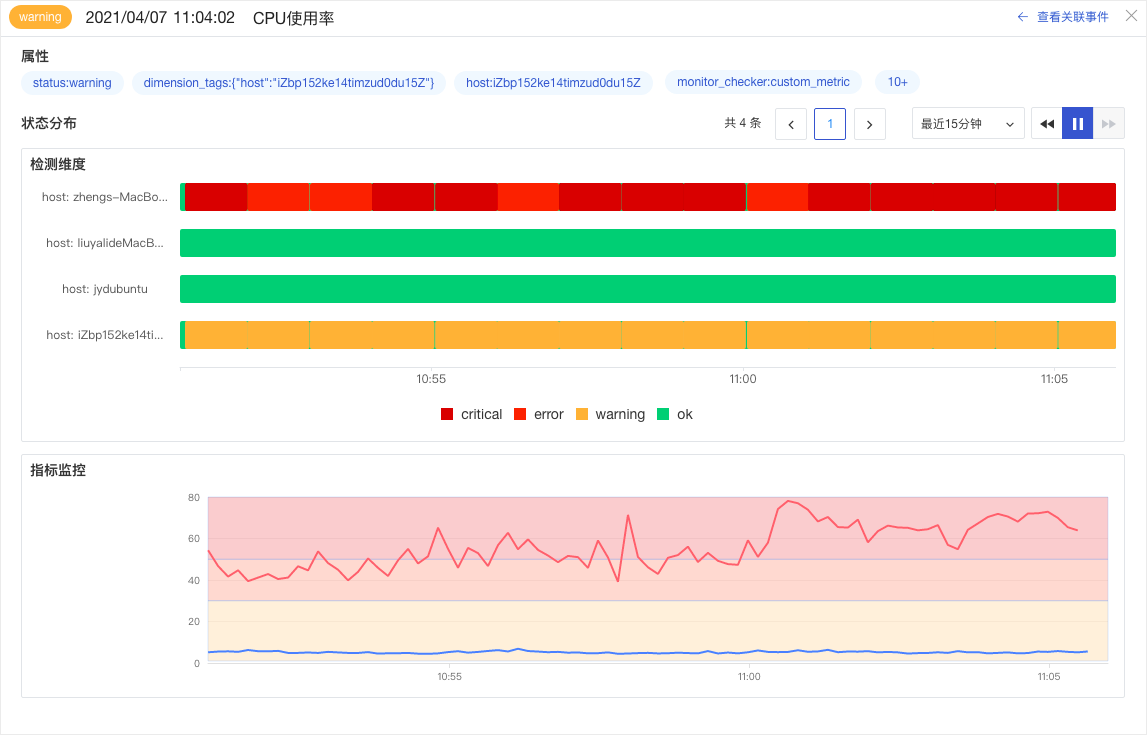 warning 2021/04/07 11:04:02 CPU使用率 查看关联事件
属性
status:warning dimension_tags:{"host":"iZbp152ke14timzud0du15Z"} host:iZbp152ke14timzud0du15Z monitor_checker:custom_metric 10+
状态分布 共 4 条 1 最近15分钟
检测维度
host: zhengs-MacBo...
host: liuyalideMacB...
host: jydubuntu
host: iZbp152ke14ti...
10:55 11:00 11:05
critical error warning ok
指标监控
80
60
40
20
0
10:55 11:00 11:05